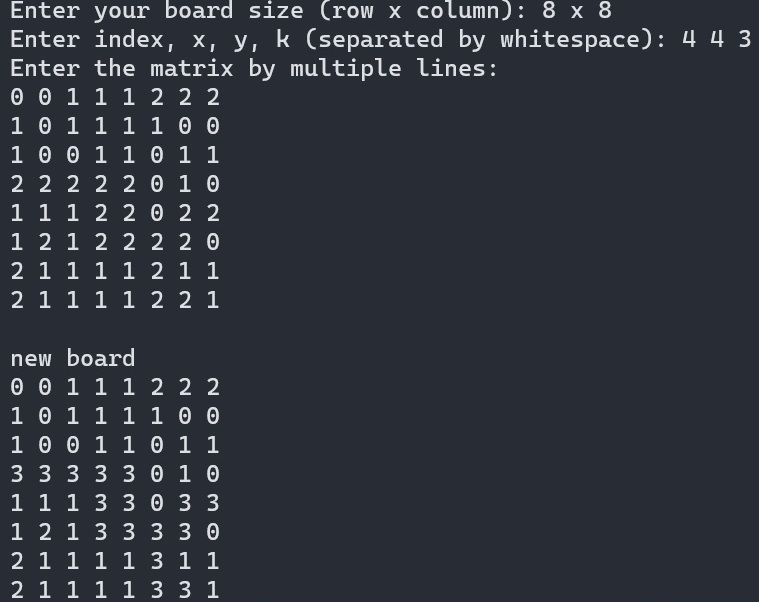 Enter your board size (row x column): 8 x 8
Enter index, x, y, k (separated by whitespace): 4 4 3
Enter the matrix by multiple lines:
0 0 1 1 1 2 2 2
1 0 1 1 1 1 0 0
1 0 0 1 1 0 1 1
2 2 2 2 2 0 1 0
1 1 1 2 2 0 2 2
1 2 1 2 2 2 2 0
2 1 1 1 1 2 1 1
2 1 1 1 1 2 2 1
new board
0 0 1 1 1 2 2 2
1 0 1 1 1 1 0 0
1 0 0 1 1 0 1 1
3 3 3 3 3 0 1 0
1 1 1 3 3 0 3 3
1 2 1 3 3 3 3 0
2 1 1 1 1 3 1 1
2 1 1 1 1 3 3 1